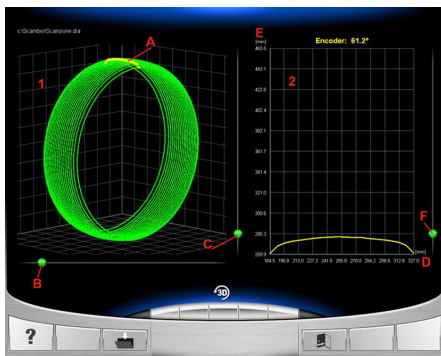 c:\Scambio\Scansione.dia
A
1
C
B
E
[mm]
Encoder: 61.2°
2
463.5
443.1
422.8
402.4
382.1
361.7
341.4
321.0
300.6
280.3
259.9
F
184.5 198.8 213.0 227.2 241.5 255.8 270.0 284.2 298.5 312.8 327.0
[mm]
D
3D
?